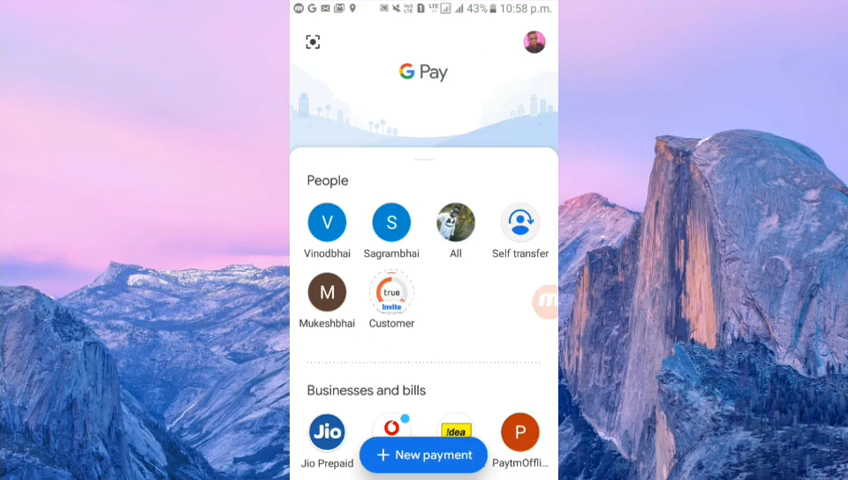 43% 10:58 p.m.
G Pay
People
V S
Vinodbhai Sagrambhai All Self transfer
M true Invite
Mukeshbhai Customer
Businesses and bills
Jio !dea P
+ New payment
Jio Prepaid PaytmOffli...